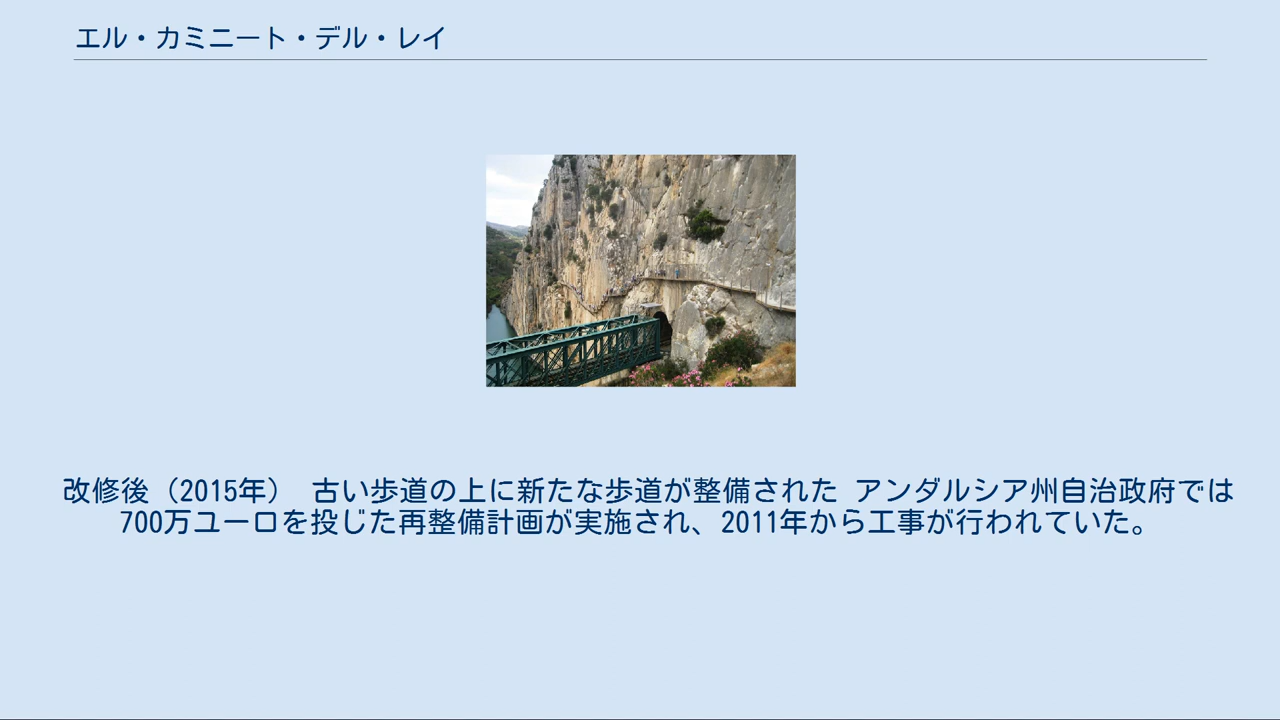 エル・カミニート・デル・レイ
改修後（2015年）　古い歩道の上に新たな歩道が整備された アンダルシア州自治政府では
700万ユーロを投じた再整備計画が実施され、2011年から工事が行われていた。